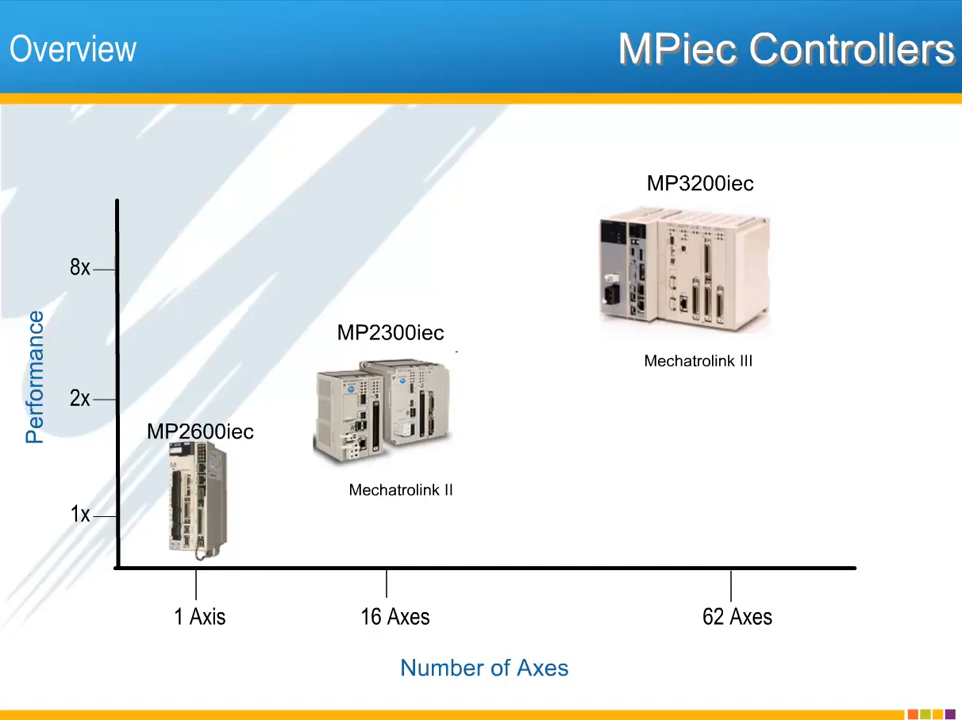 Overview
MPiec Controllers
MP3200iec
8x
Mechatrolink III
MP2300iec
Performance
2x
MP2600iec
Mechatrolink II
1x
1 Axis
16 Axes
62 Axes
Number of Axes